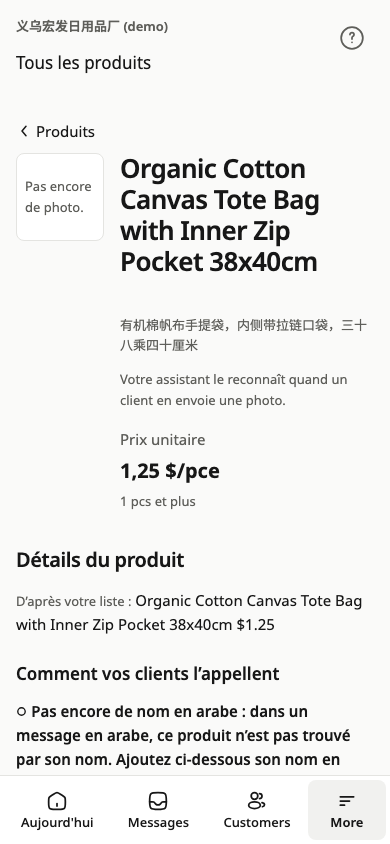 义乌宏发日用品厂 (demo)
Tous les produits
Produits
Pas encore
de photo.
Organic Cotton
Canvas Tote Bag
with Inner Zip
Pocket 38x40cm
有机棉帆布手提袋，内侧带拉链口袋，三十
八乘四十厘米
Votre assistant le reconnaît quand un
client en envoie une photo.
Prix unitaire
1,25 $/pce
1 pcs et plus
Détails du produit
D’après votre liste : Organic Cotton Canvas Tote Bag
with Inner Zip Pocket 38x40cm $1.25
Comment vos clients l’appellent
Pas encore de nom en arabe : dans un
message en arabe, ce produit n’est pas trouvé
par son nom. Ajoutez ci-dessous son nom en
Aujourd'hui
Messages
Customers
More